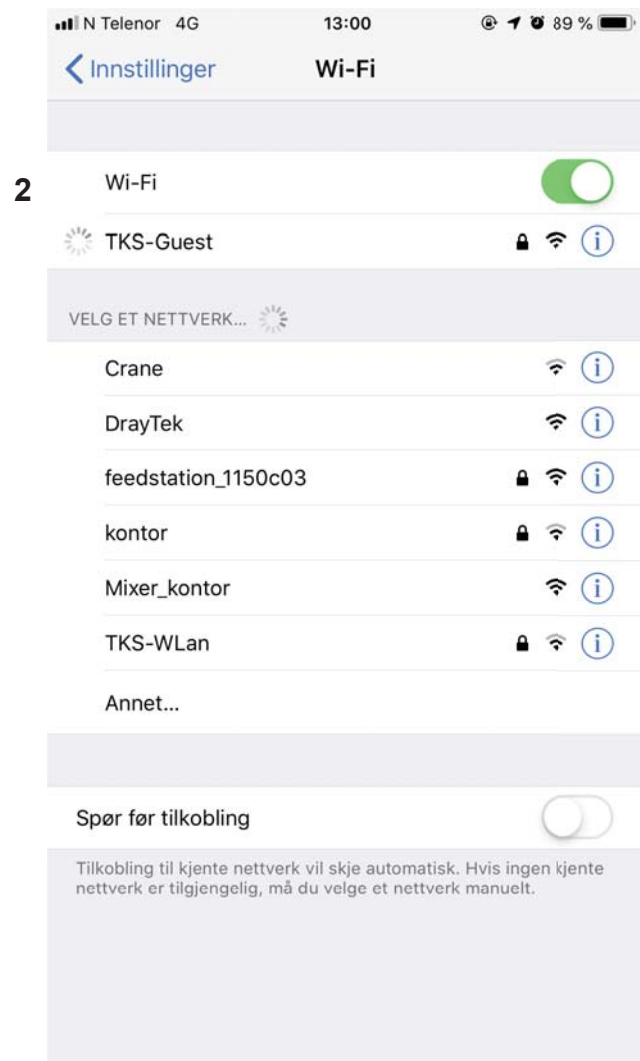 N Telenor 4G 13:00 89 %
Innstillinger Wi-Fi
2 Wi-Fi
TKS-Guest
VELG ET NETTVERK...
Crane
DrayTek
feedstation_1150c03
kontor
Mixer_kontor
TKS-WLan
Annet...
Spør før tilkobling
Tilkobling til kjente nettverk vil skje automatisk. Hvis ingen kjente
nettverk er tilgjengelig, må du velge et nettverk manuelt.